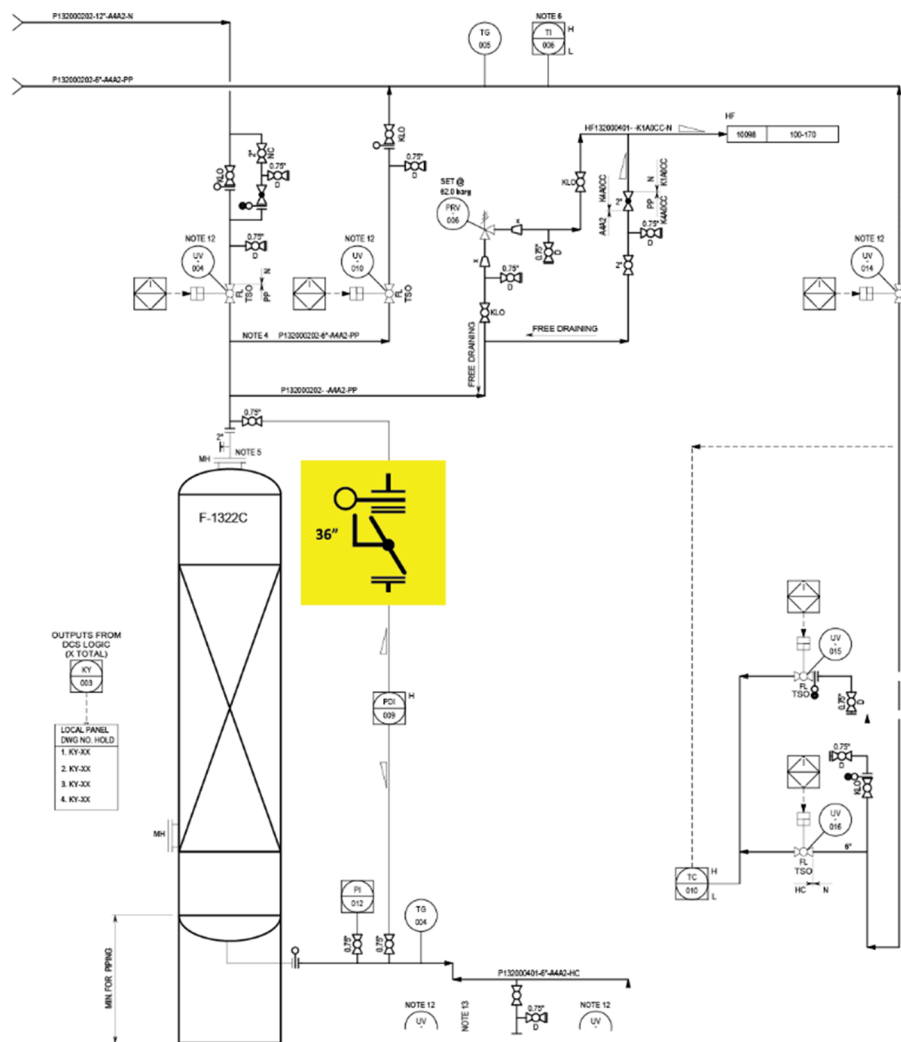 P132000202-12"-A4A2-N
NOTE 6
TG
005
TI
006
H
L
P132000202-6"-A4A2-PP
HF132000401- -K1A0CC-N
HF
10098
100-170
KLO
2"
NC
0.75"
D
KLO
0.75"
D
SET @
62.0 barg
PRV
-
006
KLO
A4A2
K4A0CC
2"
N
K1A0CC
PP
K4A0CC
0.75"
D
2"
x
x
0.75"
D
0.75"
D
KLO
0.75"
D
NOTE 12
UV
-
004
FL
TSO
N
PP
NOTE 12
UV
-
010
FL
TSO
NOTE 12
UV
-
014
I
I
I
NOTE 4
P132000202-6"-A4A2-PP
FREE DRAINING
FREE DRAINING
P132000202- -A4A2-PP
0.75"
2"
MH
NOTE 5
F-1322C
36"
OUTPUTS FROM
DCS LOGIC
(X TOTAL)
KY
003
LOCAL PANEL
DWG NO. HOLD
1. KY-XX
2. KY-XX
3. KY-XX
4. KY-XX
PDI
009
H
I
UV
-
015
FL
TSO
0.75"
D
0.75"
D
KLO
I
UV
-
016
FL
TSO
6"
HC
N
TC
010
H
L
MH
PI
012
TG
004
0.75"
0.75"
MIN. FOR PIPING
P132000401-6"-A4A2-HC
0.75"
D
NOTE 12
UV
NOTE 13
NOTE 12
UV